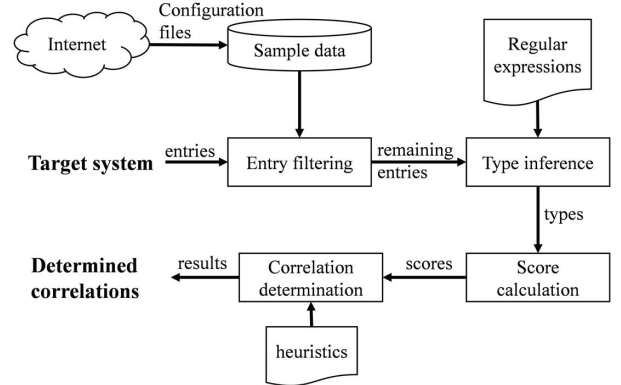 Configuration
files
Internet
Sample data
Regular
expressions
Target system
entries
Entry filtering
remaining
entries
Type inference
types
Determined
correlations
results
Correlation
determination
scores
Score
calculation
heuristics